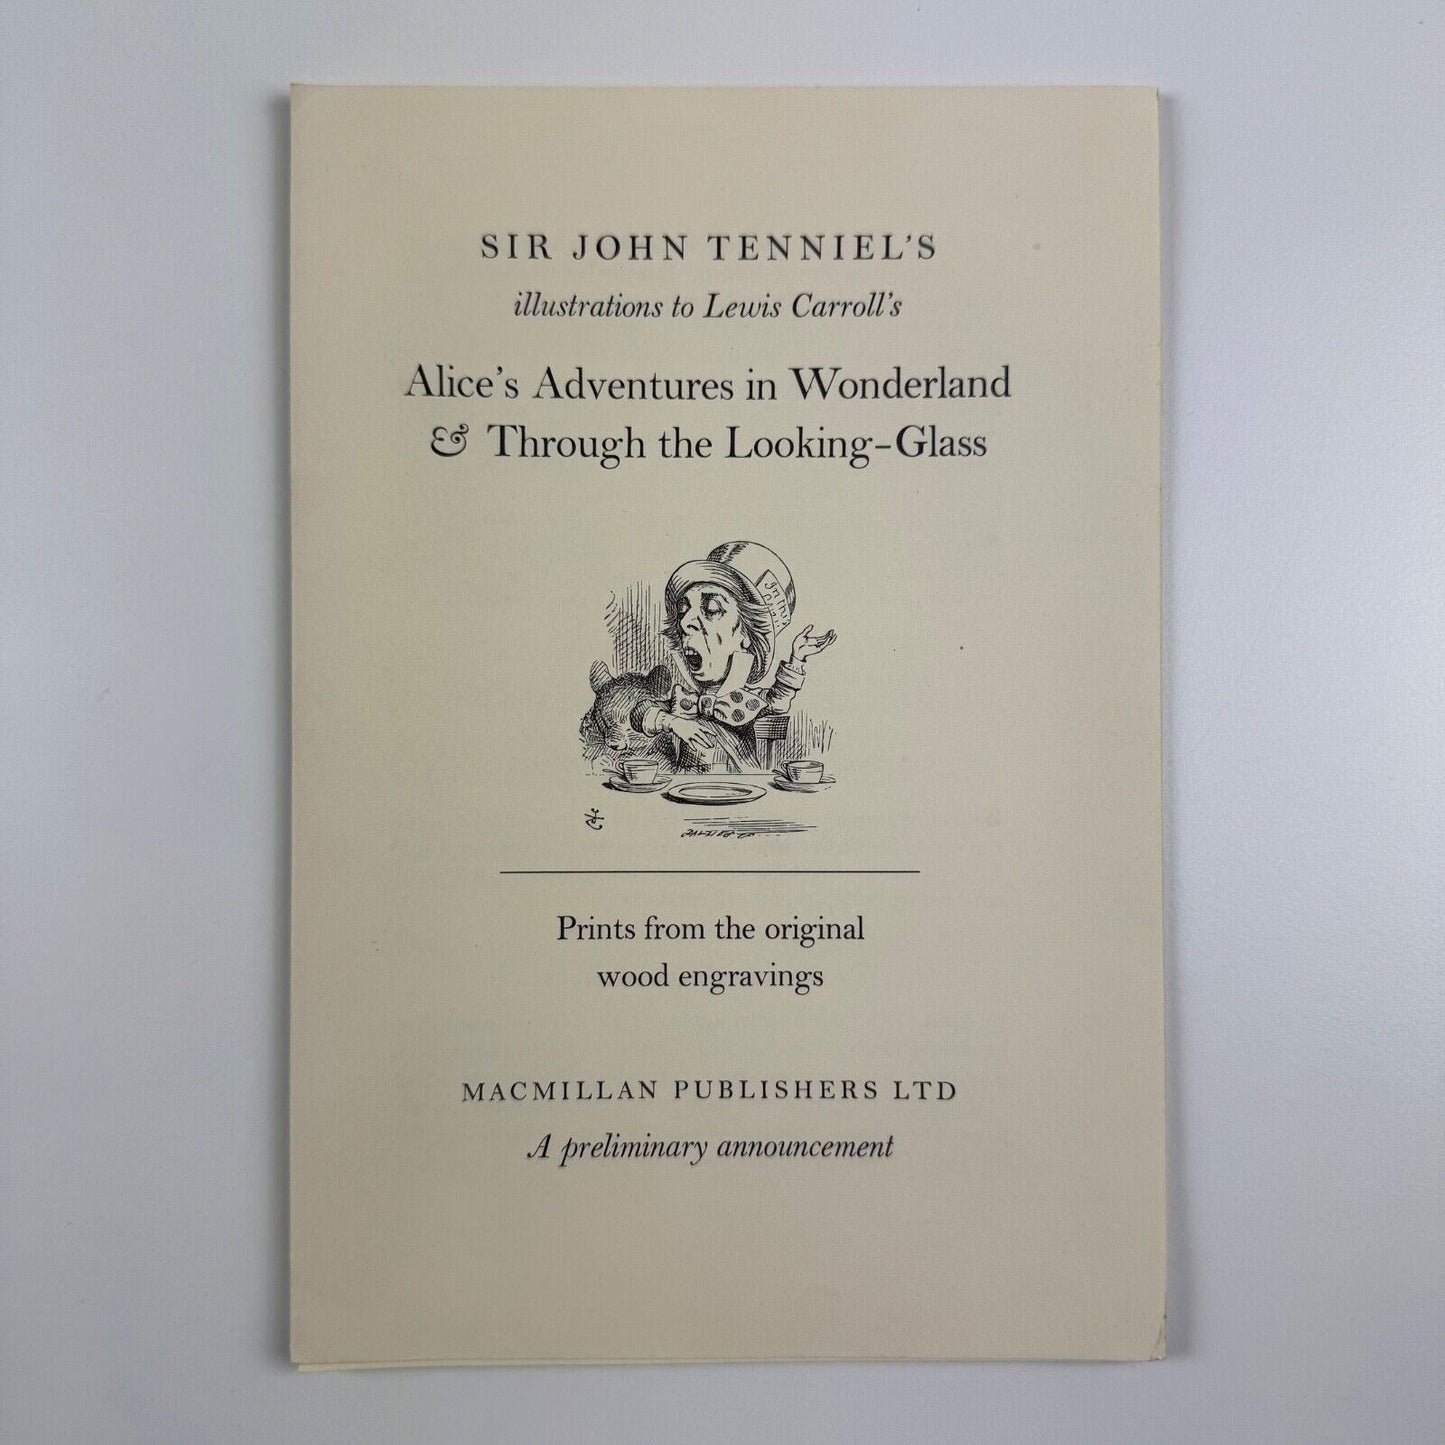 SIR JOHN TENNIEL'S
illustrations to Lewis Carroll's
Alice's Adventures in Wonderland
& Through the Looking-Glass
Prints from the original
wood engravings
MACMILLAN PUBLISHERS LTD
A preliminary announcement